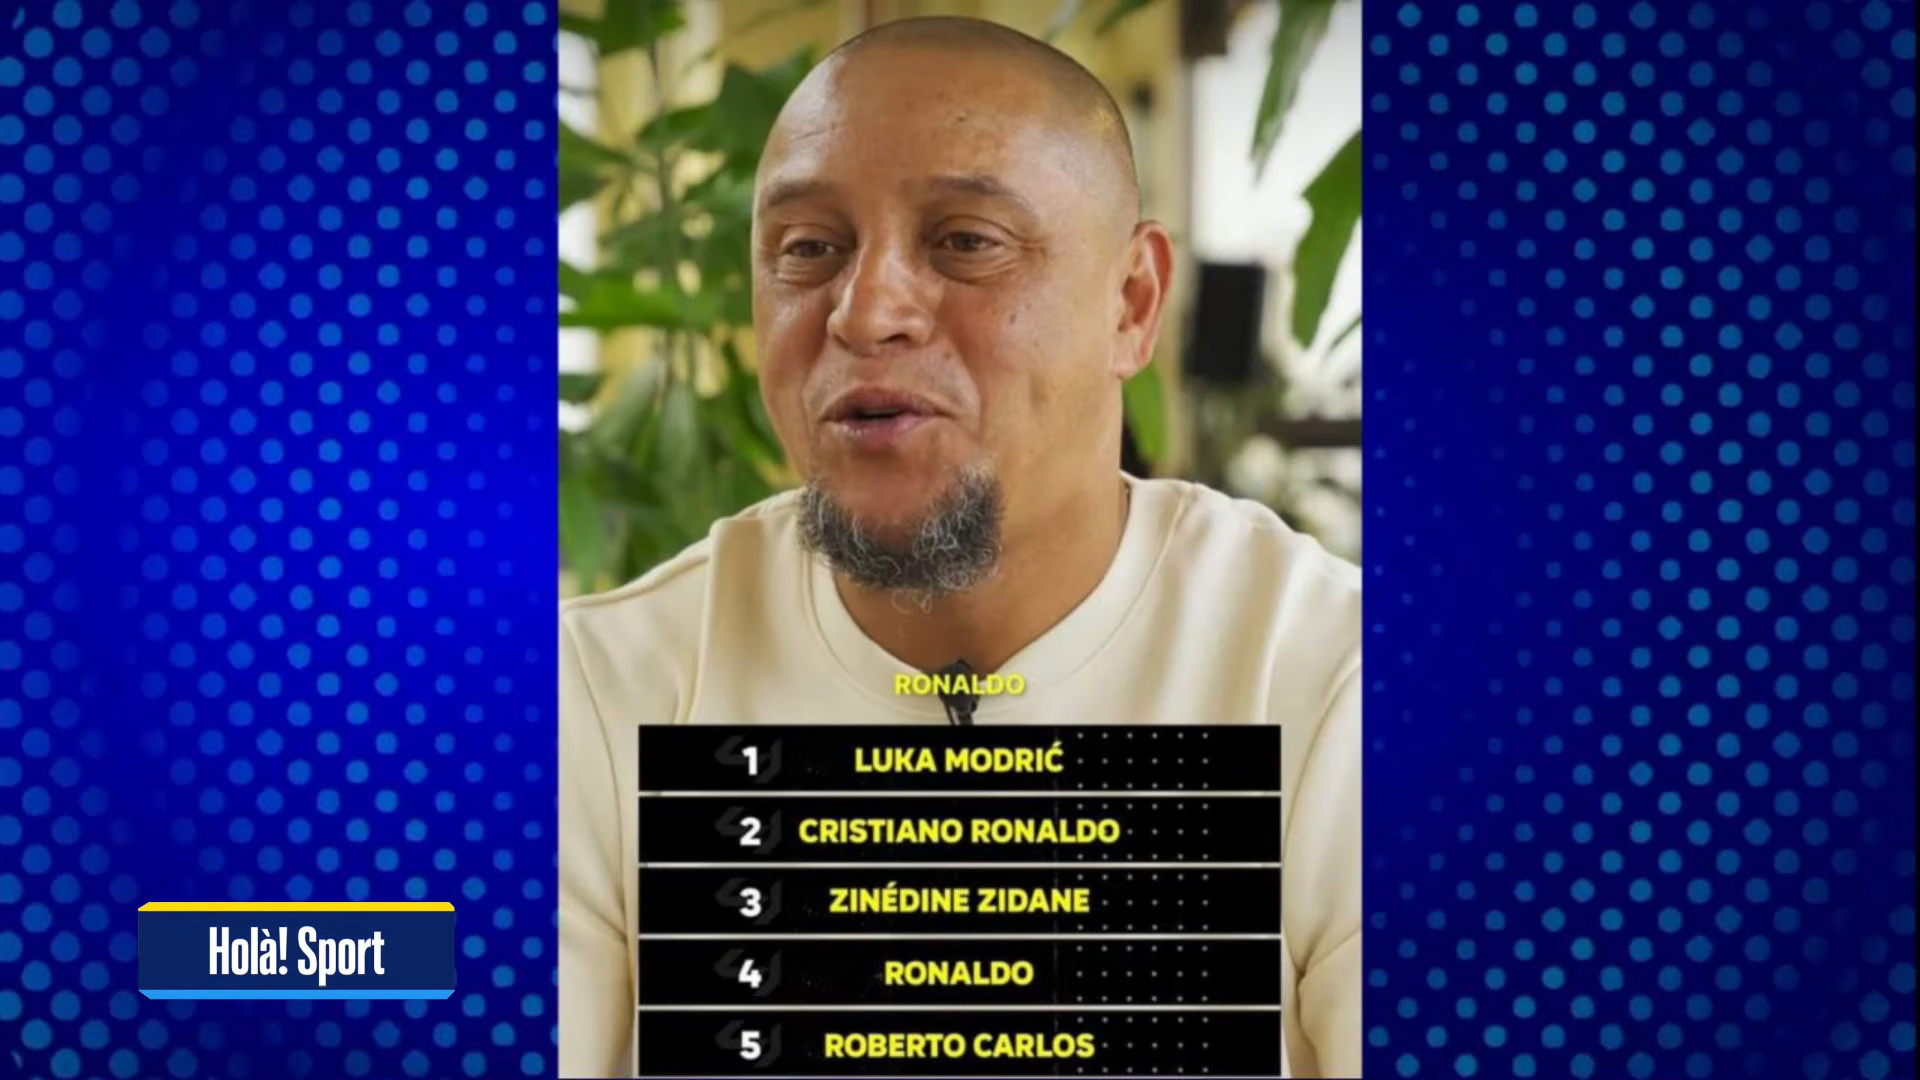 RONALDO
1 LUKA MODRIĆ
2 CRISTIANO RONALDO
3 ZINÉDINE ZIDANE
4 RONALDO
5 ROBERTO CARLOS
Holà! Sport